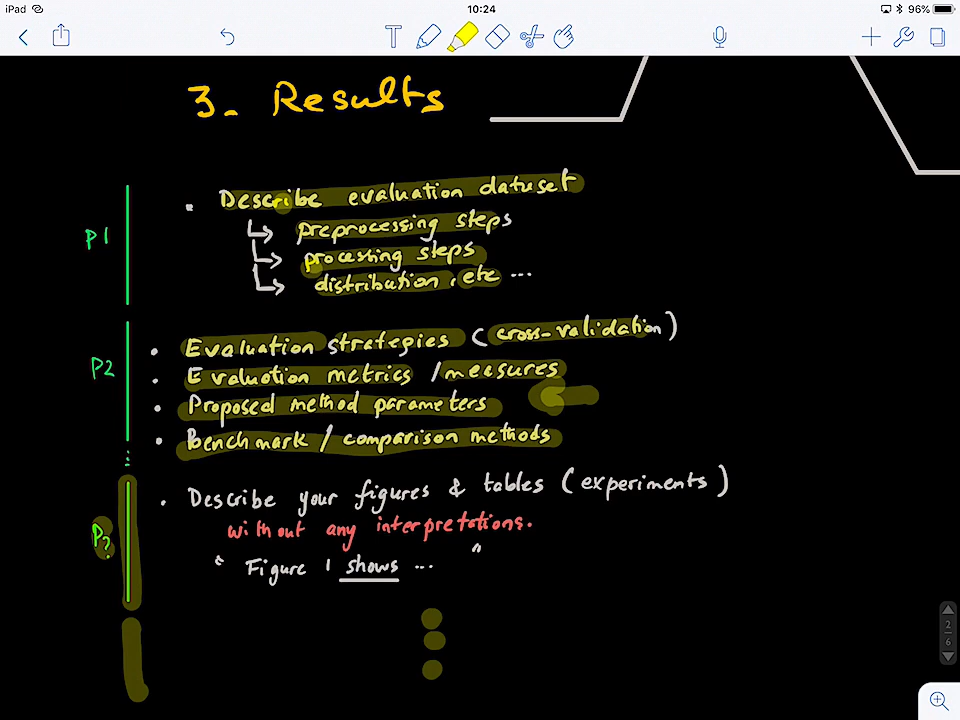 iPad 10:24 96%
T
3. Results
P1
• Describe evaluation dataset
↳ preprocessing steps
↳ processing steps
↳ distribution, etc ...
P2
• Evaluation strategies (cross-validation)
• Evaluation metrics / measures
• Proposed method parameters
• Benchmark / comparison methods
P?
• Describe your figures & tables (experiments)
without any interpretations.
" Figure 1 shows ... "
2
6